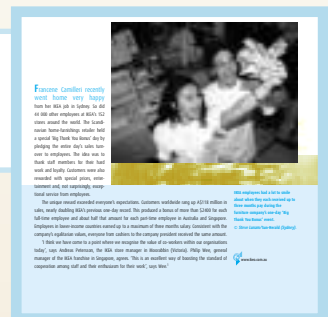 Francene Camilleri recently
went home very happy
from her IKEA job in Sydney. So did
40 000 other employees of IKEA's 152
stores around the world. The Scandi-
navian home-furnishings retailer held
a special 'Big Thank You Bonus' day by
pledging the entire day's sales turn-
over to employees. The idea was to
thank staff members for their hard
work and loyalty. Customers were also
rewarded with special prices, enter-
tainment and, not surprisingly, excep-
tional service from employees.
The unique reward exceeded everyone's expectations. Customers worldwide rang up A$118 million in
sales, nearly doubling IKEA's previous one-day record. This produced a bonus of more than $2400 for each
full-time employee and about half that amount for each part-time employee in Australia and Singapore.
Employees in lower-income countries earned up to a maximum of three months salary. Consistent with the
company's egalitarian values, everyone from cashiers to the company president received the same amount.
'I think we have come to a point where we recognise the value of co-workers within our organisations
today', says Andreas Peterson, the IKEA store manager in Moorabbin (Victoria). Philip Wee, general
manager of the IKEA franchise in Singapore, agrees. 'This is an excellent way of boosting the standard of
cooperation among staff and their enthusiasm for their work', says Wee.
IKEA employees had a lot to smile
about when they each received up to
three months pay during the
furniture company's one-day 'Big
Thank You Bonus' event.
www.ikea.com.au